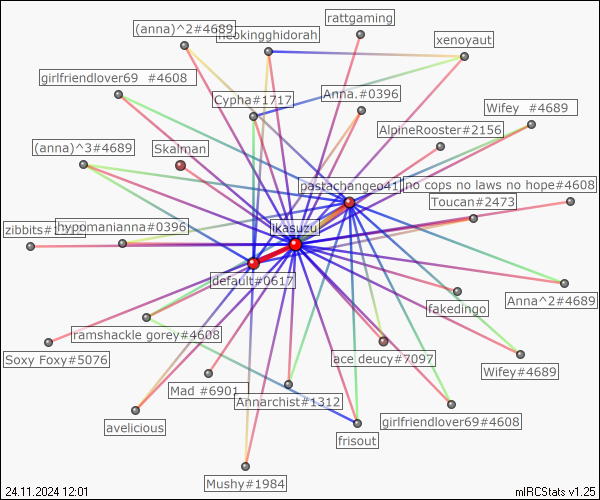 rattgaming
(anna)^2#4689
neokingghidorah
xenoyaut
girlfriendlover69 #4608
Cypha#1717
Anna.#0396
Wifey #4689
AlpineRooster#2156
(anna)^3#4689
Skalman
pastachangeo41
no cops no laws no hope#4608
Toucan#2473
zibbits#1220
hypomanianna#0396
likasuzu
default#0617
fakedingo
Anna^2#4689
ramshackle gorey#4608
Soxy Foxy#5076
ace deucy#7097
Wifey#4689
Mad #6901
Annarchist#1312
avelicious
girlfriendlover69#4608
frisout
Mushy#1984
24.11.2024 12:01
mIRCStats v1.25